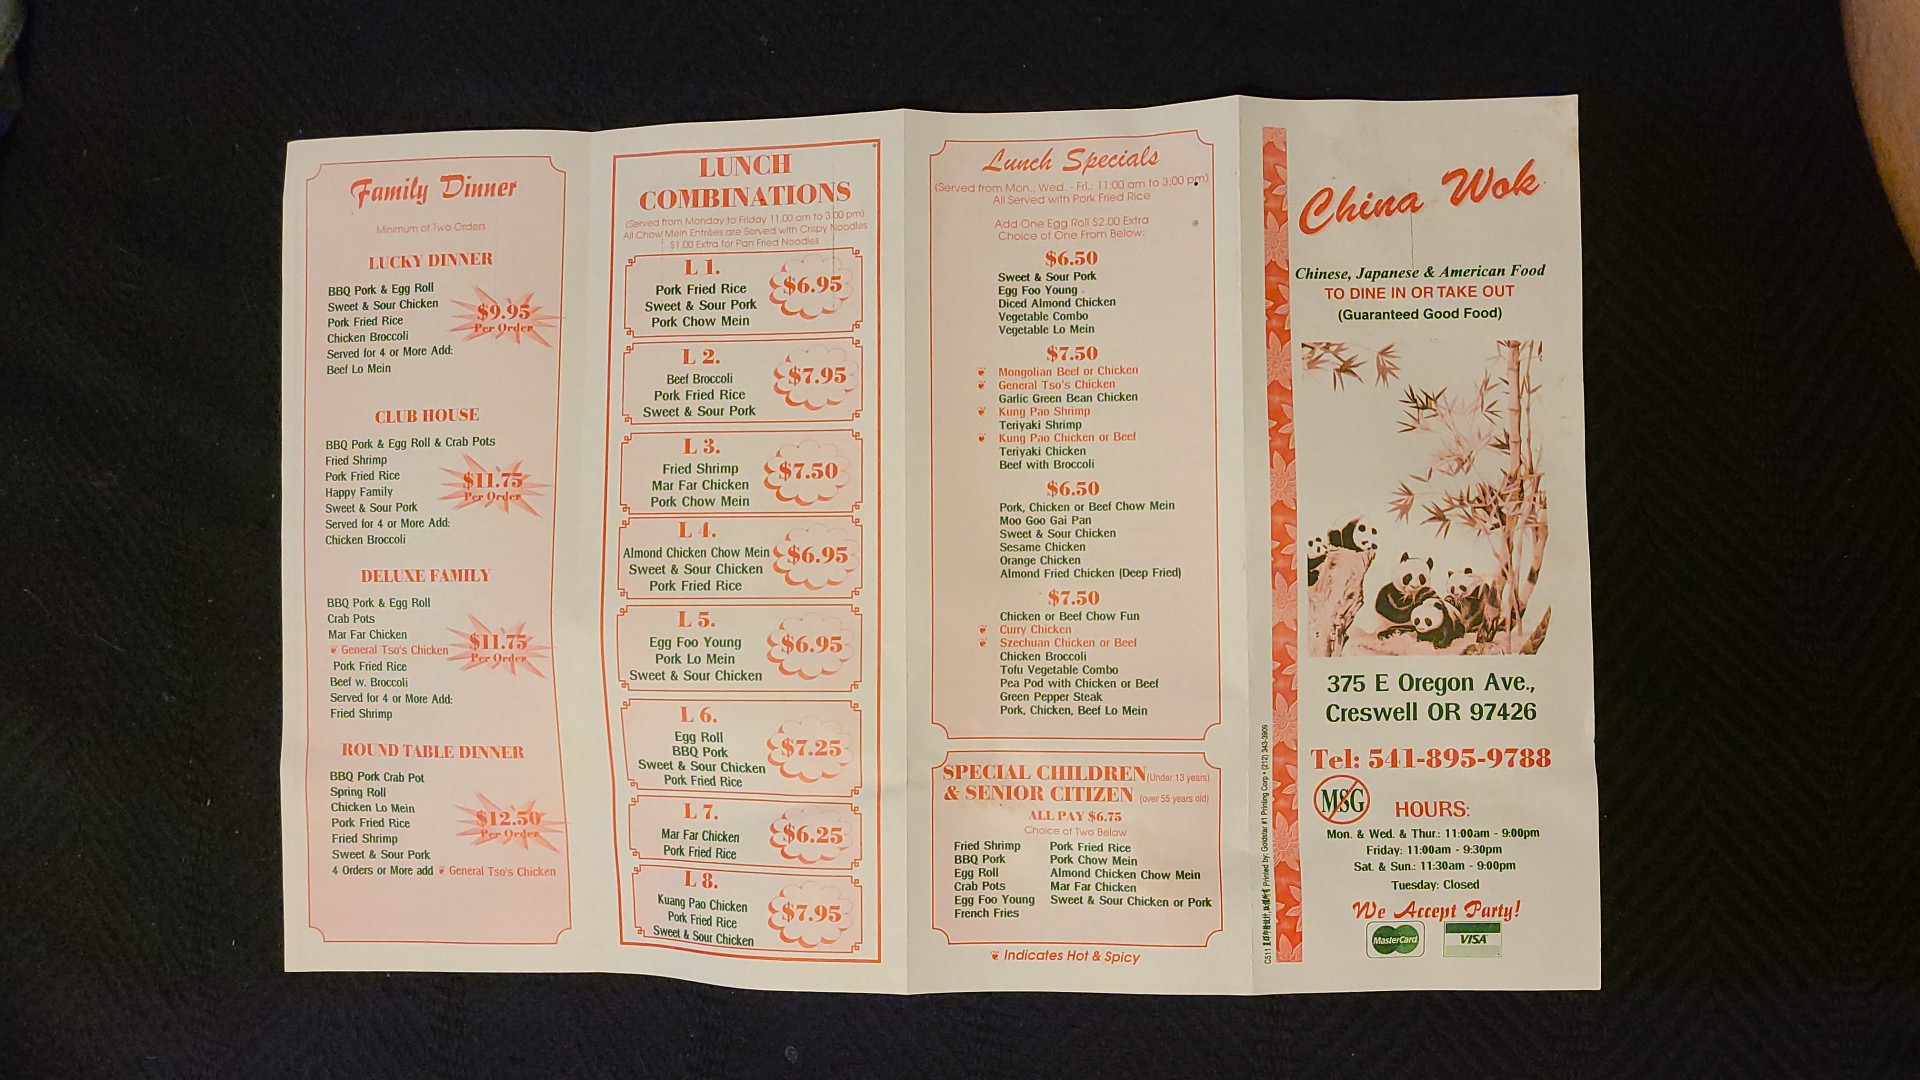 Family Dinner
Minimum of Two Orders
LUCKY DINNER
BBQ Pork & Egg Roll
Sweet & Sour Chicken
Pork Fried Rice
Chicken Broccoli
Served for 4 or More Add:
Beef Lo Mein
$9.95
Per Order
CLUB HOUSE
BBQ Pork & Egg Roll & Crab Pots
Fried Shrimp
Pork Fried Rice
Happy Family
Sweet & Sour Pork
Served for 4 or More Add:
Chicken Broccoli
$11.75
Per Order
DELUXE FAMILY
BBQ Pork & Egg Roll
Crab Pots
Mar Far Chicken
General Tso's Chicken
Pork Fried Rice
Beef w. Broccoli
Served for 4 or More Add:
Fried Shrimp
$11.75
Per Order
ROUND TABLE DINNER
BBQ Pork Crab Pot
Spring Roll
Chicken Lo Mein
Pork Fried Rice
Fried Shrimp
Sweet & Sour Pork
4 Orders or More add General Tso's Chicken
$12.50
Per Order
LUNCH
COMBINATIONS
(Served from Monday to Friday 11:00 am to 3:00 pm)
All Chow Mein Entrees are Served with Crispy Noodles
$1.00 Extra for Pan Fried Noodles
L 1.
Pork Fried Rice
Sweet & Sour Pork
Pork Chow Mein
$6.95
L 2.
Beef Broccoli
Pork Fried Rice
Sweet & Sour Pork
$7.95
L 3.
Fried Shrimp
Mar Far Chicken
Pork Chow Mein
$7.50
L 4.
Almond Chicken Chow Mein
Sweet & Sour Chicken
Pork Fried Rice
$6.95
L 5.
Egg Foo Young
Pork Lo Mein
Sweet & Sour Chicken
$6.95
L 6.
Egg Roll
BBQ Pork
Sweet & Sour Chicken
Pork Fried Rice
$7.25
L 7.
Mar Far Chicken
Pork Fried Rice
$6.25
L 8.
Kuang Pao Chicken
Pork Fried Rice
Sweet & Sour Chicken
$7.95
Lunch Specials
(Served from Mon., Wed. - Fri.: 11:00 am to 3:00 pm)
All Served with Pork Fried Rice
Add One Egg Roll $2.00 Extra
Choice of One From Below:
$6.50
Sweet & Sour Pork
Egg Foo Young
Diced Almond Chicken
Vegetable Combo
Vegetable Lo Mein
$7.50
Mongolian Beef or Chicken
General Tso's Chicken
Garlic Green Bean Chicken
Kung Pao Shrimp
Teriyaki Shrimp
Kung Pao Chicken or Beef
Teriyaki Chicken
Beef with Broccoli
$6.50
Pork, Chicken or Beef Chow Mein
Moo Goo Gai Pan
Sweet & Sour Chicken
Sesame Chicken
Orange Chicken
Almond Fried Chicken (Deep Fried)
$7.50
Chicken or Beef Chow Fun
Curry Chicken
Szechuan Chicken or Beef
Chicken Broccoli
Tofu Vegetable Combo
Pea Pod with Chicken or Beef
Green Pepper Steak
Pork, Chicken, Beef Lo Mein
SPECIAL CHILDREN (Under 13 years)
& SENIOR CITIZEN (over 55 years old)
ALL PAY $6.75
Choice of Two Below
Fried Shrimp
BBQ Pork
Egg Roll
Crab Pots
Egg Foo Young
French Fries
Pork Fried Rice
Pork Chow Mein
Almond Chicken Chow Mein
Mar Far Chicken
Sweet & Sour Chicken or Pork
Indicates Hot & Spicy
C511 Printed by: Goldstar #1 Printing Corp • (212) 343-3909
China Wok
Chinese, Japanese & American Food
TO DINE IN OR TAKE OUT
(Guaranteed Good Food)
375 E Oregon Ave.,
Creswell OR 97426
Tel: 541-895-9788
MSG
HOURS:
Mon. & Wed. & Thur.: 11:00am - 9:00pm
Friday: 11:00am - 9:30pm
Sat. & Sun.: 11:30am - 9:00pm
Tuesday: Closed
We Accept Party!
MasterCard
VISA